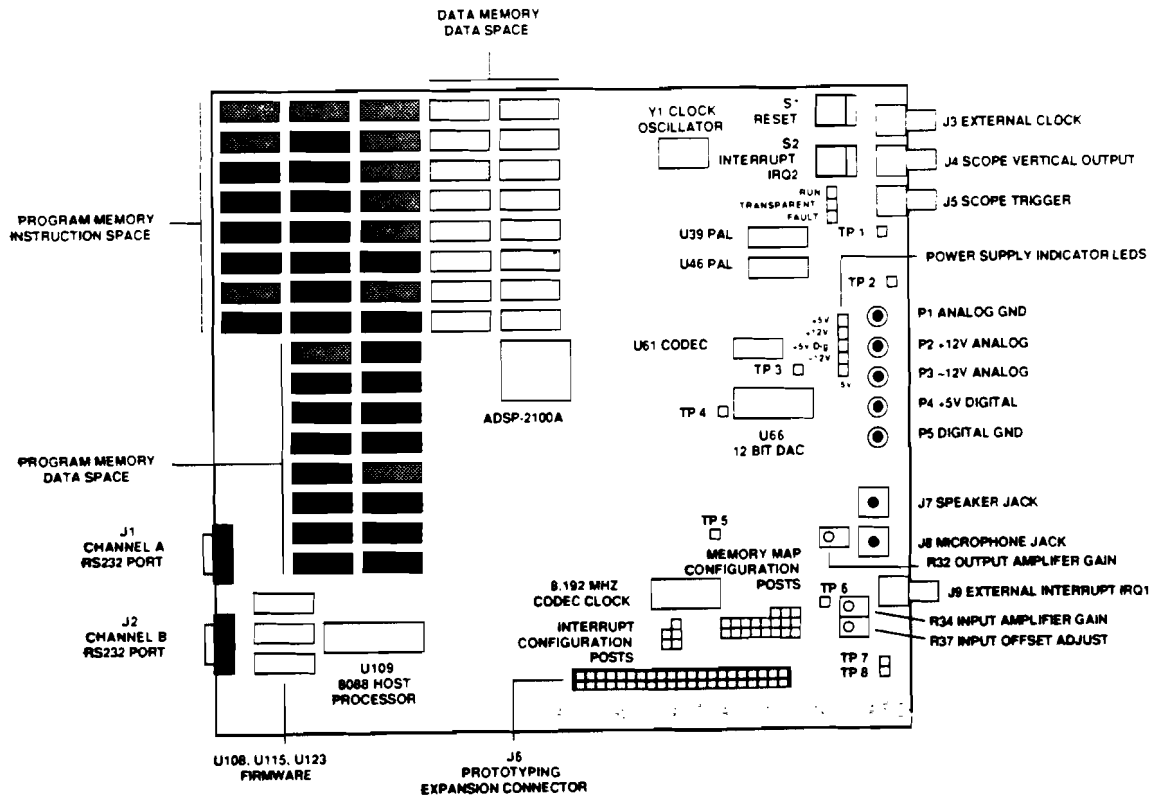 DATA MEMORY
DATA SPACE
Y1 CLOCK
OSCILLATOR
S1
RESET
S2
INTERRUPT
IRQ2
J3 EXTERNAL CLOCK
J4 SCOPE VERTICAL OUTPUT
J5 SCOPE TRIGGER
RUN
TRANSPARENT
FAULT
TP 1
PROGRAM MEMORY
INSTRUCTION SPACE
U39 PAL
U46 PAL
POWER SUPPLY INDICATOR LEDS
TP 2
P1 ANALOG GND
P2 +12V ANALOG
P3 -12V ANALOG
P4 +5V DIGITAL
P5 DIGITAL GND
+5V
+12V
+5V Dig
-12V
5V
U61 CODEC
TP 3
TP 4
U66
12 BIT DAC
ADSP-2100A
PROGRAM MEMORY
DATA SPACE
J7 SPEAKER JACK
J8 MICROPHONE JACK
R32 OUTPUT AMPLIFER GAIN
J1
CHANNEL A
RS232 PORT
TP 5
MEMORY MAP
CONFIGURATION
POSTS
8.192 MHZ
CODEC CLOCK
TP 6
J9 EXTERNAL INTERRUPT IRQ1
R34 INPUT AMPLIFIER GAIN
R37 INPUT OFFSET ADJUST
J2
CHANNEL B
RS232 PORT
INTERRUPT
CONFIGURATION
POSTS
U109
8088 HOST
PROCESSOR
TP 7
TP 8
U108, U115, U123
FIRMWARE
J6
PROTOTYPING
EXPANSION CONNECTOR